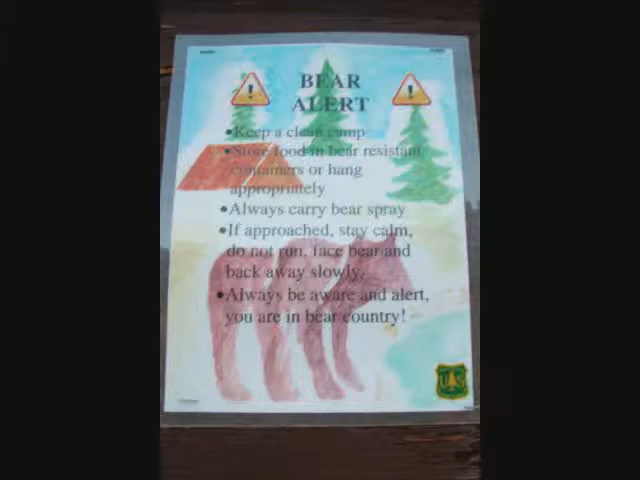 BEAR
ALERT
•Keep a clean camp
•Store food in bear resistant
containers or hang
appropriately
•Always carry bear spray
•If approached, stay calm,
do not run, face bear and
back away slowly.
•Always be aware and alert,
you are in bear country!